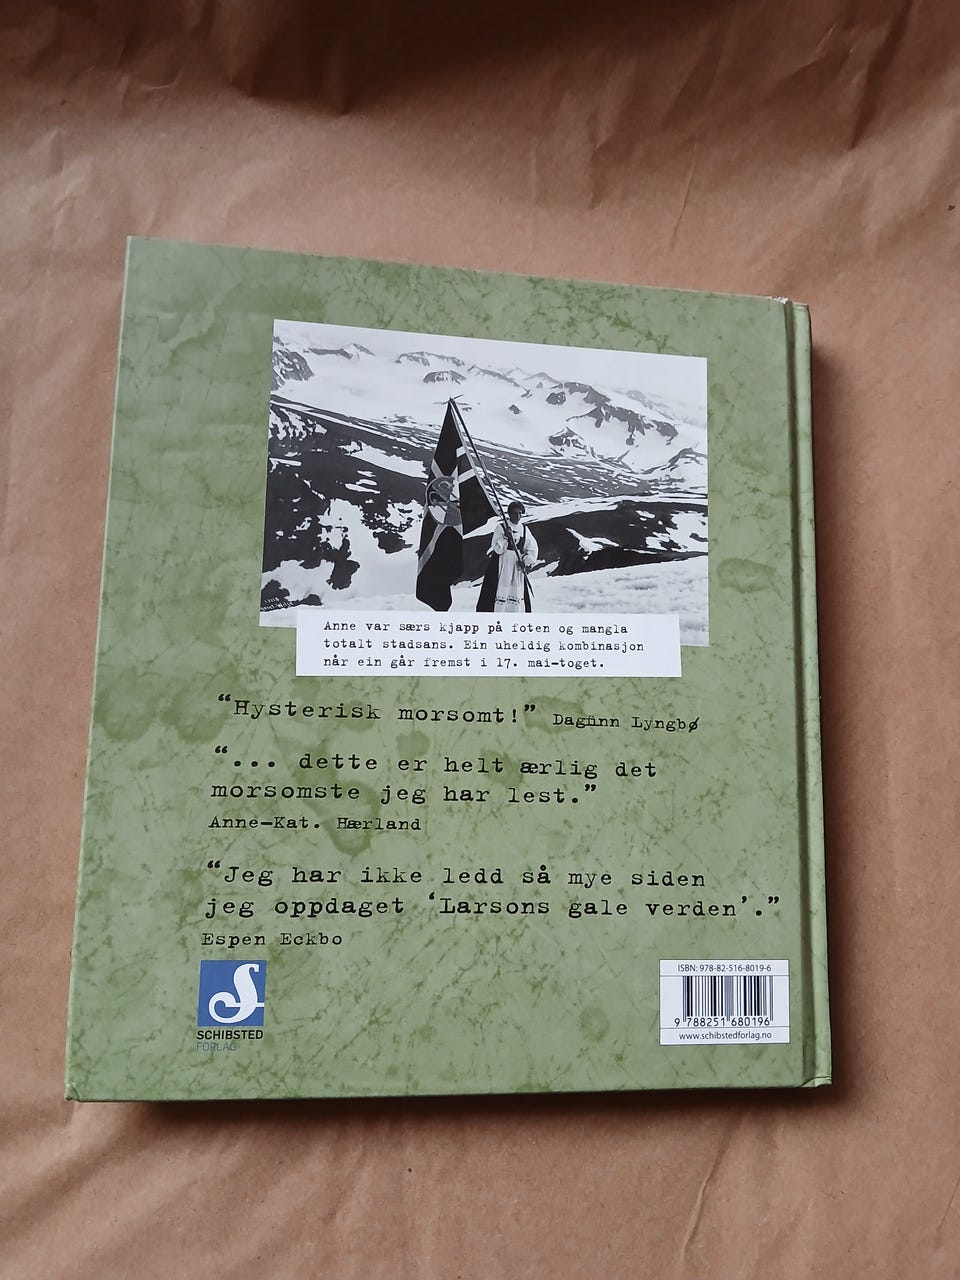 Anne var særs kjapp på foten og mangla
totalt stadsans. Ein uheldig kombinasjon
når ein går fremst i 17. mai-toget.
“Hysterisk morsomt!” Dagfinn Lyngbø
“... dette er helt ærlig det
morsomste jeg har lest.”
Anne-Kat. Hærland
“Jeg har ikke ledd så mye siden
jeg oppdaget ‘Larsons gale verden’.”
Espen Eckbo
S
SCHIBSTED
FORLAG
ISBN: 978-82-516-8019-6
9 788251 680196
www.schibstedforlag.no